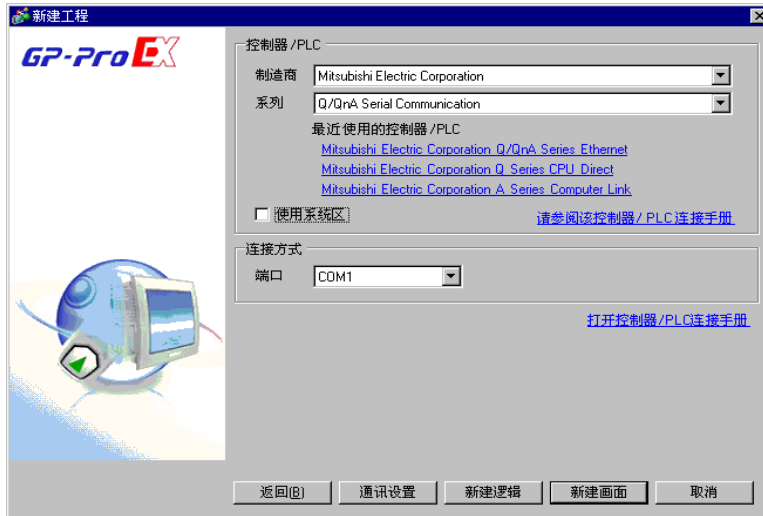 新建工程
GP-Pro EX
控制器/PLC
制造商 Mitsubishi Electric Corporation
系列 Q/QnA Serial Communication
最近使用的控制器/PLC
Mitsubishi Electric Corporation Q/QnA Series Ethernet
Mitsubishi Electric Corporation Q Series CPU Direct
Mitsubishi Electric Corporation A Series Computer Link
使用系统区 请参阅该控制器/PLC连接手册
连接方式
端口 COM1
打开控制器/PLC连接手册
返回(B) 通讯设置 新建逻辑 新建画面 取消